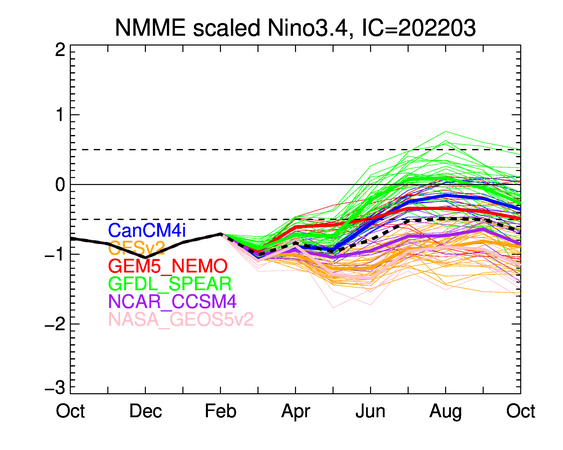 NMME scaled Nino3.4, IC=202203
2
1
0
−1
−2
−3
CanCM4i
CFSv2
GEM5_NEMO
GFDL_SPEAR
NCAR_CCSM4
NASA_GEOS5v2
Oct Dec Feb Apr Jun Aug Oct